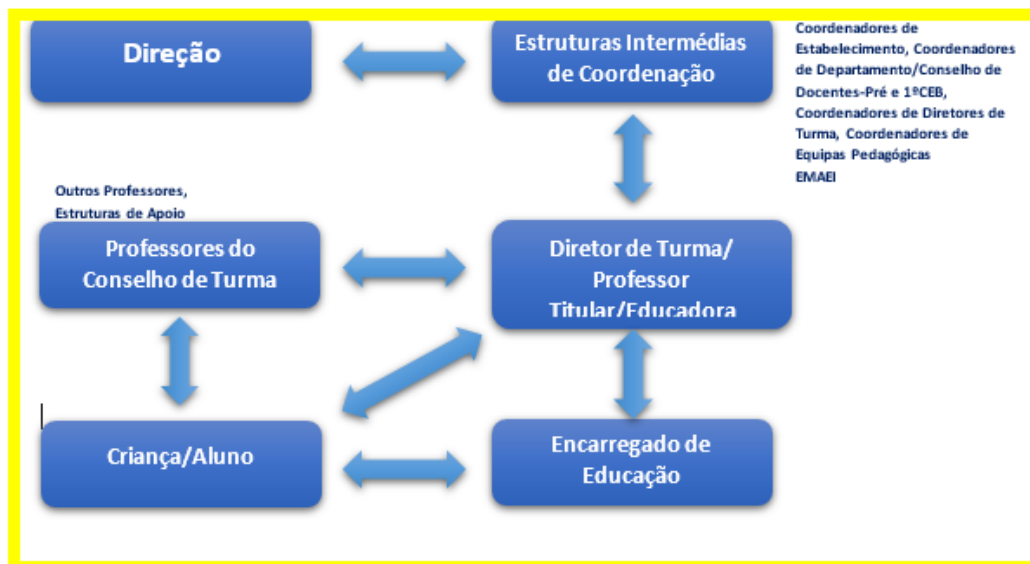 Direção
Estruturas Intermédias
de Coordenação
Coordenadores de
Estabelecimento, Coordenadores
de Departamento/Conselho de
Docentes-Pré e 1ºCEB,
Coordenadores de Diretores de
Turma, Coordenadores de
Equipas Pedagógicas
EMAEI
Outros Professores,
Estruturas de Apoio
Professores do
Conselho de Turma
Diretor de Turma/
Professor
Titular/Educadora
Criança/Aluno
Encarregado de
Educação